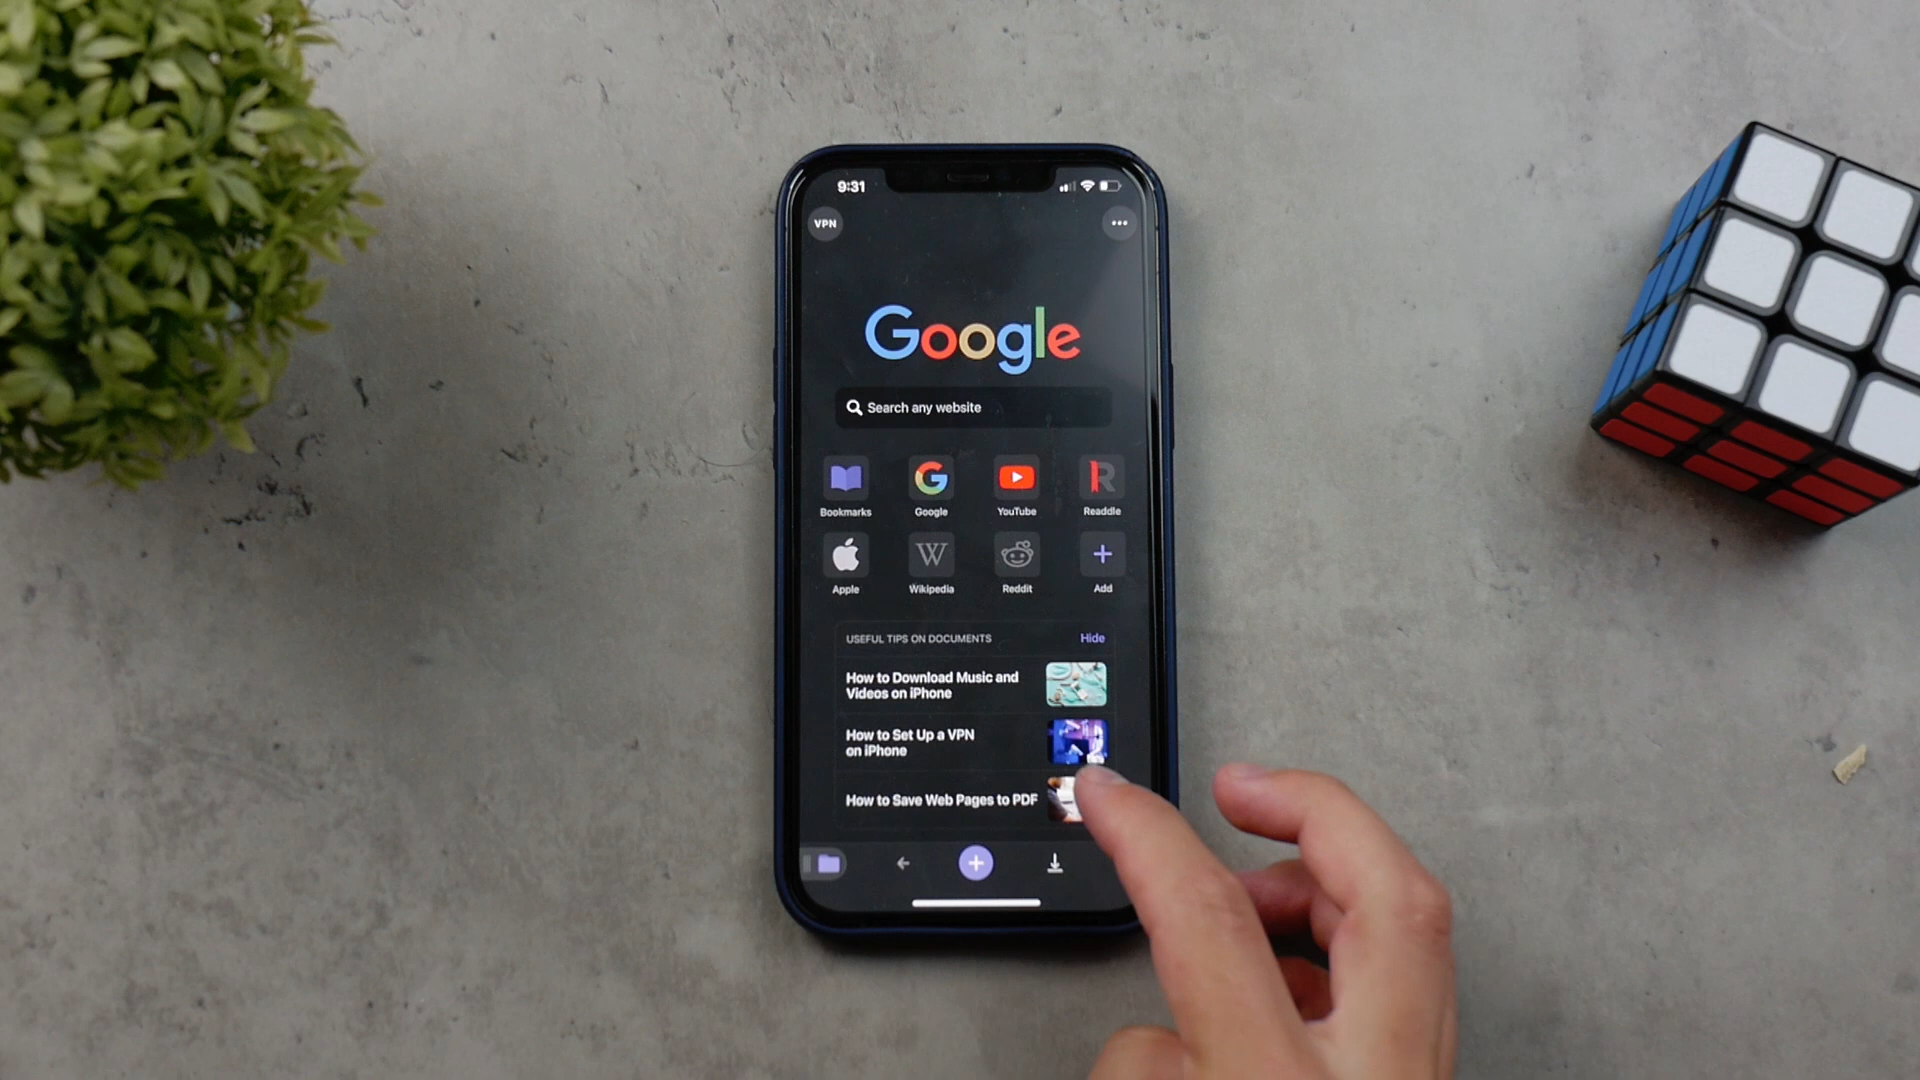 9:31
VPN
Google
Search any website
Bookmarks Google YouTube Readdle
Apple Wikipedia Reddit Add
USEFUL TIPS ON DOCUMENTS Hide
How to Download Music and
Videos on iPhone
How to Set Up a VPN
on iPhone
How to Save Web Pages to PDF